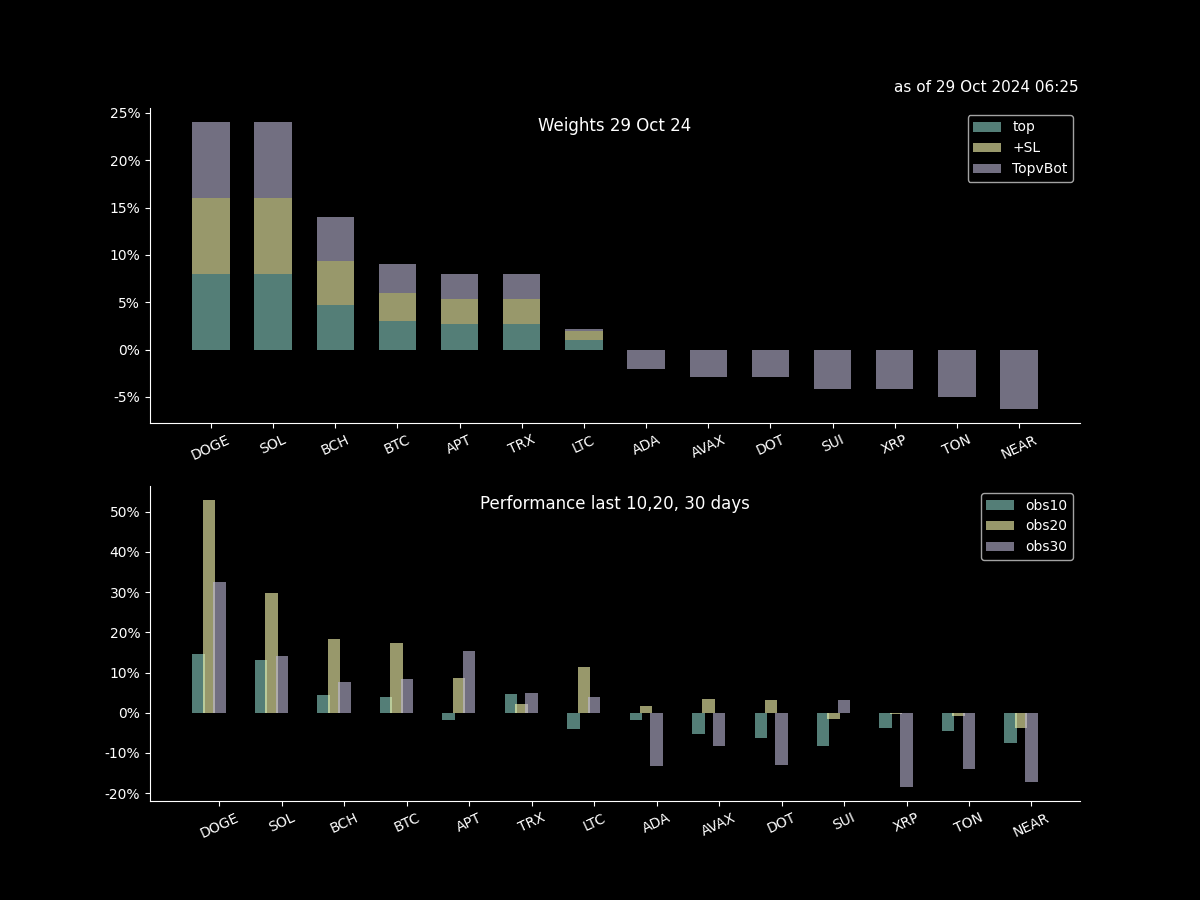 as of 29 Oct 2024 06:25
Weights 29 Oct 24
top
+SL
TopvBot
25%
20%
15%
10%
5%
0%
-5%
DOGE SOL BCH BTC APT TRX LTC ADA AVAX DOT SUI XRP TON NEAR
Performance last 10,20, 30 days
obs10
obs20
obs30
50%
40%
30%
20%
10%
0%
-10%
-20%
DOGE SOL BCH BTC APT TRX LTC ADA AVAX DOT SUI XRP TON NEAR